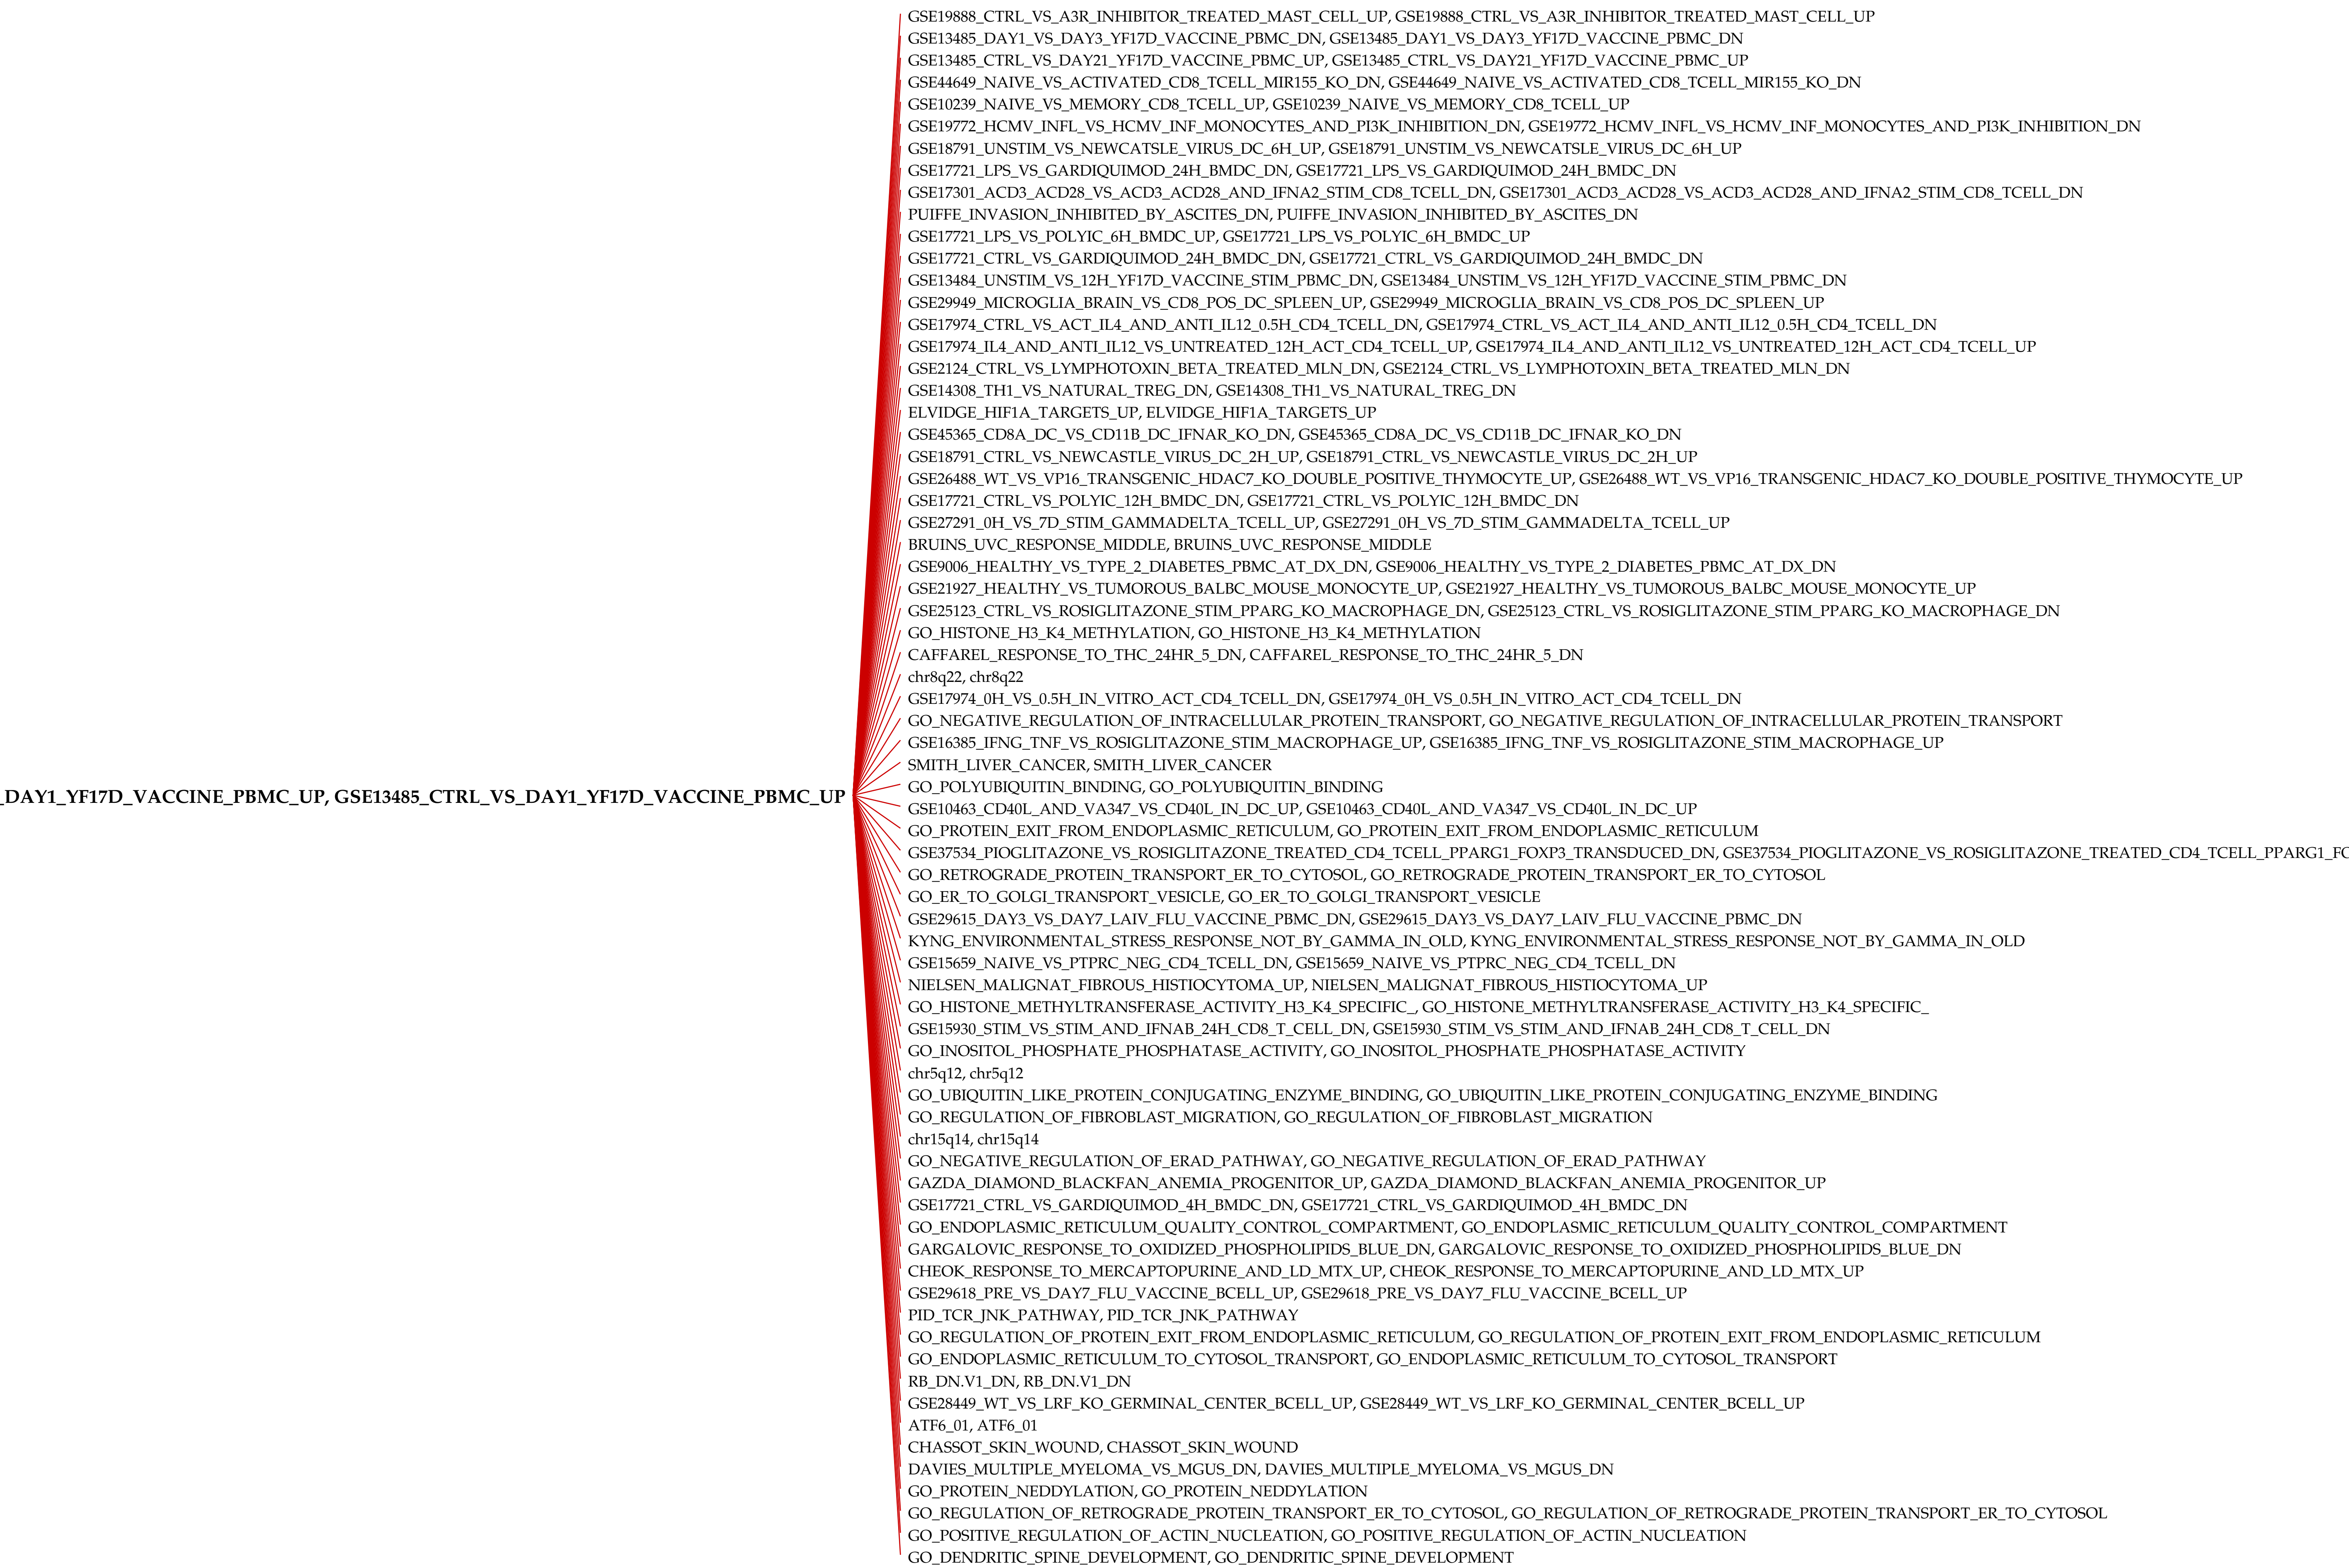 GSE19888_CTRL_VS_A3R_INHIBITOR_TREATED_MAST_CELL_UP, GSE19888_CTRL_VS_A3R_INHIBITOR_TREATED_MAST_CELL_UP
GSE13485_DAY1_VS_DAY3_YF17D_VACCINE_PBMC_DN, GSE13485_DAY1_VS_DAY3_YF17D_VACCINE_PBMC_DN
GSE13485_CTRL_VS_DAY21_YF17D_VACCINE_PBMC_UP, GSE13485_CTRL_VS_DAY21_YF17D_VACCINE_PBMC_UP
GSE44649_NAIVE_VS_ACTIVATED_CD8_TCELL_MIR155_KO_DN, GSE44649_NAIVE_VS_ACTIVATED_CD8_TCELL_MIR155_KO_DN
GSE10239_NAIVE_VS_MEMORY_CD8_TCELL_UP, GSE10239_NAIVE_VS_MEMORY_CD8_TCELL_UP
GSE19772_HCMV_INFL_VS_HCMV_INF_MONOCYTES_AND_PI3K_INHIBITION_DN, GSE19772_HCMV_INFL_VS_HCMV_INF_MONOCYTES_AND_PI3K_INHIBITION_DN
GSE18791_UNSTIM_VS_NEWCATSLE_VIRUS_DC_6H_UP, GSE18791_UNSTIM_VS_NEWCATSLE_VIRUS_DC_6H_UP
GSE17721_LPS_VS_GARDIQUIMOD_24H_BMDC_DN, GSE17721_LPS_VS_GARDIQUIMOD_24H_BMDC_DN
GSE17301_ACD3_ACD28_VS_ACD3_ACD28_AND_IFNA2_STIM_CD8_TCELL_DN, GSE17301_ACD3_ACD28_VS_ACD3_ACD28_AND_IFNA2_STIM_CD8_TCELL_DN
PUIFFE_INVASION_INHIBITED_BY_ASCITES_DN, PUIFFE_INVASION_INHIBITED_BY_ASCITES_DN
GSE17721_LPS_VS_POLYIC_6H_BMDC_UP, GSE17721_LPS_VS_POLYIC_6H_BMDC_UP
GSE17721_CTRL_VS_GARDIQUIMOD_24H_BMDC_DN, GSE17721_CTRL_VS_GARDIQUIMOD_24H_BMDC_DN
GSE13484_UNSTIM_VS_12H_YF17D_VACCINE_STIM_PBMC_DN, GSE13484_UNSTIM_VS_12H_YF17D_VACCINE_STIM_PBMC_DN
GSE29949_MICROGLIA_BRAIN_VS_CD8_POS_DC_SPLEEN_UP, GSE29949_MICROGLIA_BRAIN_VS_CD8_POS_DC_SPLEEN_UP
GSE17974_CTRL_VS_ACT_IL4_AND_ANTI_IL12_0.5H_CD4_TCELL_DN, GSE17974_CTRL_VS_ACT_IL4_AND_ANTI_IL12_0.5H_CD4_TCELL_DN
GSE17974_IL4_AND_ANTI_IL12_VS_UNTREATED_12H_ACT_CD4_TCELL_UP, GSE17974_IL4_AND_ANTI_IL12_VS_UNTREATED_12H_ACT_CD4_TCELL_UP
GSE2124_CTRL_VS_LYMPHOTOXIN_BETA_TREATED_MLN_DN, GSE2124_CTRL_VS_LYMPHOTOXIN_BETA_TREATED_MLN_DN
GSE14308_TH1_VS_NATURAL_TREG_DN, GSE14308_TH1_VS_NATURAL_TREG_DN
ELVIDGE_HIF1A_TARGETS_UP, ELVIDGE_HIF1A_TARGETS_UP
GSE45365_CD8A_DC_VS_CD11B_DC_IFNAR_KO_DN, GSE45365_CD8A_DC_VS_CD11B_DC_IFNAR_KO_DN
GSE18791_CTRL_VS_NEWCASTLE_VIRUS_DC_2H_UP, GSE18791_CTRL_VS_NEWCASTLE_VIRUS_DC_2H_UP
GSE26488_WT_VS_VP16_TRANSGENIC_HDAC7_KO_DOUBLE_POSITIVE_THYMOCYTE_UP, GSE26488_WT_VS_VP16_TRANSGENIC_HDAC7_KO_DOUBLE_POSITIVE_THYMOCYTE_UP
GSE17721_CTRL_VS_POLYIC_12H_BMDC_DN, GSE17721_CTRL_VS_POLYIC_12H_BMDC_DN
GSE27291_0H_VS_7D_STIM_GAMMADELTA_TCELL_UP, GSE27291_0H_VS_7D_STIM_GAMMADELTA_TCELL_UP
BRUINS_UVC_RESPONSE_MIDDLE, BRUINS_UVC_RESPONSE_MIDDLE
GSE9006_HEALTHY_VS_TYPE_2_DIABETES_PBMC_AT_DX_DN, GSE9006_HEALTHY_VS_TYPE_2_DIABETES_PBMC_AT_DX_DN
GSE21927_HEALTHY_VS_TUMOROUS_BALBC_MOUSE_MONOCYTE_UP, GSE21927_HEALTHY_VS_TUMOROUS_BALBC_MOUSE_MONOCYTE_UP
GSE25123_CTRL_VS_ROSIGLITAZONE_STIM_PPARG_KO_MACROPHAGE_DN, GSE25123_CTRL_VS_ROSIGLITAZONE_STIM_PPARG_KO_MACROPHAGE_DN
GO_HISTONE_H3_K4_METHYLATION, GO_HISTONE_H3_K4_METHYLATION
CAFFAREL_RESPONSE_TO_THC_24HR_5_DN, CAFFAREL_RESPONSE_TO_THC_24HR_5_DN
chr8q22, chr8q22
GSE17974_0H_VS_0.5H_IN_VITRO_ACT_CD4_TCELL_DN, GSE17974_0H_VS_0.5H_IN_VITRO_ACT_CD4_TCELL_DN
GO_NEGATIVE_REGULATION_OF_INTRACELLULAR_PROTEIN_TRANSPORT, GO_NEGATIVE_REGULATION_OF_INTRACELLULAR_PROTEIN_TRANSPORT
GSE16385_IFNG_TNF_VS_ROSIGLITAZONE_STIM_MACROPHAGE_UP, GSE16385_IFNG_TNF_VS_ROSIGLITAZONE_STIM_MACROPHAGE_UP
SMITH_LIVER_CANCER, SMITH_LIVER_CANCER
GO_POLYUBIQUITIN_BINDING, GO_POLYUBIQUITIN_BINDING
_DAY1_YF17D_VACCINE_PBMC_UP, GSE13485_CTRL_VS_DAY1_YF17D_VACCINE_PBMC_UP
GSE10463_CD40L_AND_VA347_VS_CD40L_IN_DC_UP, GSE10463_CD40L_AND_VA347_VS_CD40L_IN_DC_UP
GO_PROTEIN_EXIT_FROM_ENDOPLASMIC_RETICULUM, GO_PROTEIN_EXIT_FROM_ENDOPLASMIC_RETICULUM
GSE37534_PIOGLITAZONE_VS_ROSIGLITAZONE_TREATED_CD4_TCELL_PPARG1_FOXP3_TRANSDUCED_DN, GSE37534_PIOGLITAZONE_VS_ROSIGLITAZONE_TREATED_CD4_TCELL_PPARG1_FO
GO_RETROGRADE_PROTEIN_TRANSPORT_ER_TO_CYTOSOL, GO_RETROGRADE_PROTEIN_TRANSPORT_ER_TO_CYTOSOL
GO_ER_TO_GOLGI_TRANSPORT_VESICLE, GO_ER_TO_GOLGI_TRANSPORT_VESICLE
GSE29615_DAY3_VS_DAY7_LAIV_FLU_VACCINE_PBMC_DN, GSE29615_DAY3_VS_DAY7_LAIV_FLU_VACCINE_PBMC_DN
KYNG_ENVIRONMENTAL_STRESS_RESPONSE_NOT_BY_GAMMA_IN_OLD, KYNG_ENVIRONMENTAL_STRESS_RESPONSE_NOT_BY_GAMMA_IN_OLD
GSE15659_NAIVE_VS_PTPRC_NEG_CD4_TCELL_DN, GSE15659_NAIVE_VS_PTPRC_NEG_CD4_TCELL_DN
NIELSEN_MALIGNAT_FIBROUS_HISTIOCYTOMA_UP, NIELSEN_MALIGNAT_FIBROUS_HISTIOCYTOMA_UP
GO_HISTONE_METHYLTRANSFERASE_ACTIVITY_H3_K4_SPECIFIC_, GO_HISTONE_METHYLTRANSFERASE_ACTIVITY_H3_K4_SPECIFIC_
GSE15930_STIM_VS_STIM_AND_IFNAB_24H_CD8_T_CELL_DN, GSE15930_STIM_VS_STIM_AND_IFNAB_24H_CD8_T_CELL_DN
GO_INOSITOL_PHOSPHATE_PHOSPHATASE_ACTIVITY, GO_INOSITOL_PHOSPHATE_PHOSPHATASE_ACTIVITY
chr5q12, chr5q12
GO_UBIQUITIN_LIKE_PROTEIN_CONJUGATING_ENZYME_BINDING, GO_UBIQUITIN_LIKE_PROTEIN_CONJUGATING_ENZYME_BINDING
GO_REGULATION_OF_FIBROBLAST_MIGRATION, GO_REGULATION_OF_FIBROBLAST_MIGRATION
chr15q14, chr15q14
GO_NEGATIVE_REGULATION_OF_ERAD_PATHWAY, GO_NEGATIVE_REGULATION_OF_ERAD_PATHWAY
GAZDA_DIAMOND_BLACKFAN_ANEMIA_PROGENITOR_UP, GAZDA_DIAMOND_BLACKFAN_ANEMIA_PROGENITOR_UP
GSE17721_CTRL_VS_GARDIQUIMOD_4H_BMDC_DN, GSE17721_CTRL_VS_GARDIQUIMOD_4H_BMDC_DN
GO_ENDOPLASMIC_RETICULUM_QUALITY_CONTROL_COMPARTMENT, GO_ENDOPLASMIC_RETICULUM_QUALITY_CONTROL_COMPARTMENT
GARGALOVIC_RESPONSE_TO_OXIDIZED_PHOSPHOLIPIDS_BLUE_DN, GARGALOVIC_RESPONSE_TO_OXIDIZED_PHOSPHOLIPIDS_BLUE_DN
CHEOK_RESPONSE_TO_MERCAPTOPURINE_AND_LD_MTX_UP, CHEOK_RESPONSE_TO_MERCAPTOPURINE_AND_LD_MTX_UP
GSE29618_PRE_VS_DAY7_FLU_VACCINE_BCELL_UP, GSE29618_PRE_VS_DAY7_FLU_VACCINE_BCELL_UP
PID_TCR_JNK_PATHWAY, PID_TCR_JNK_PATHWAY
GO_REGULATION_OF_PROTEIN_EXIT_FROM_ENDOPLASMIC_RETICULUM, GO_REGULATION_OF_PROTEIN_EXIT_FROM_ENDOPLASMIC_RETICULUM
GO_ENDOPLASMIC_RETICULUM_TO_CYTOSOL_TRANSPORT, GO_ENDOPLASMIC_RETICULUM_TO_CYTOSOL_TRANSPORT
RB_DN.V1_DN, RB_DN.V1_DN
GSE28449_WT_VS_LRF_KO_GERMINAL_CENTER_BCELL_UP, GSE28449_WT_VS_LRF_KO_GERMINAL_CENTER_BCELL_UP
ATF6_01, ATF6_01
CHASSOT_SKIN_WOUND, CHASSOT_SKIN_WOUND
DAVIES_MULTIPLE_MYELOMA_VS_MGUS_DN, DAVIES_MULTIPLE_MYELOMA_VS_MGUS_DN
GO_PROTEIN_NEDDYLATION, GO_PROTEIN_NEDDYLATION
GO_REGULATION_OF_RETROGRADE_PROTEIN_TRANSPORT_ER_TO_CYTOSOL, GO_REGULATION_OF_RETROGRADE_PROTEIN_TRANSPORT_ER_TO_CYTOSOL
GO_POSITIVE_REGULATION_OF_ACTIN_NUCLEATION, GO_POSITIVE_REGULATION_OF_ACTIN_NUCLEATION
GO_DENDRITIC_SPINE_DEVELOPMENT, GO_DENDRITIC_SPINE_DEVELOPMENT